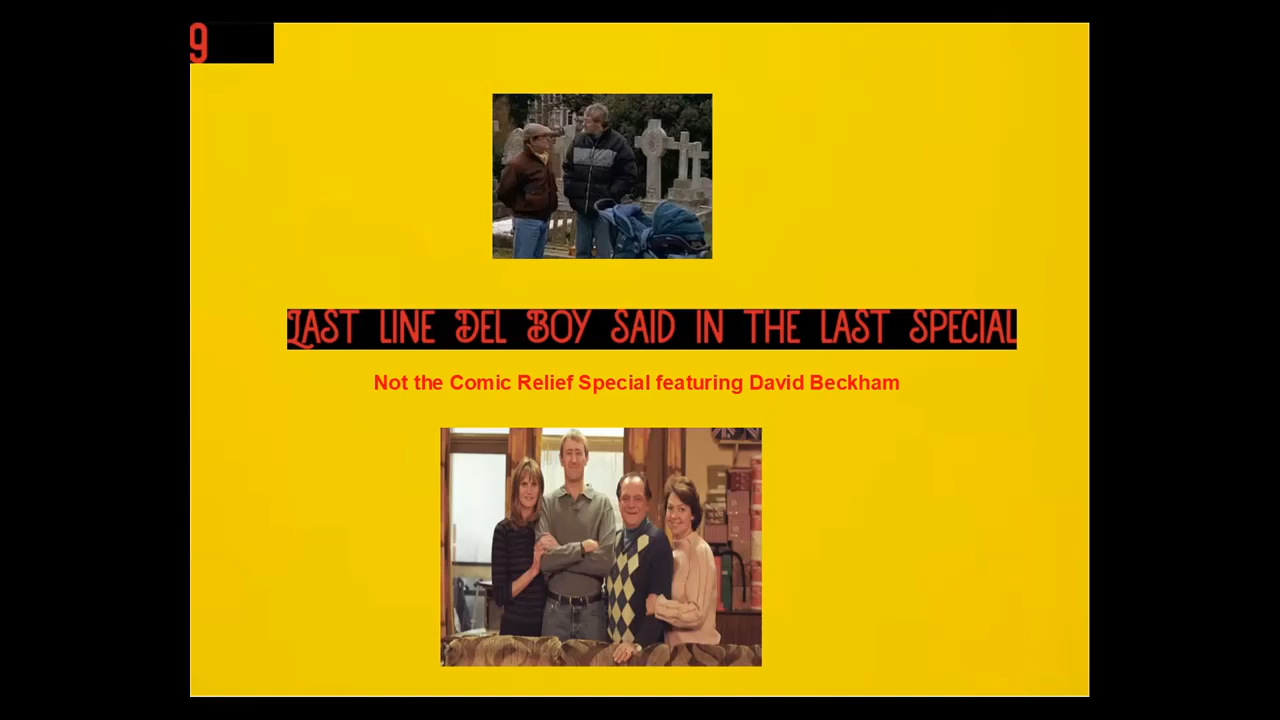 9
Last line Del Boy said in the last Special
Not the Comic Relief Special featuring David Beckham